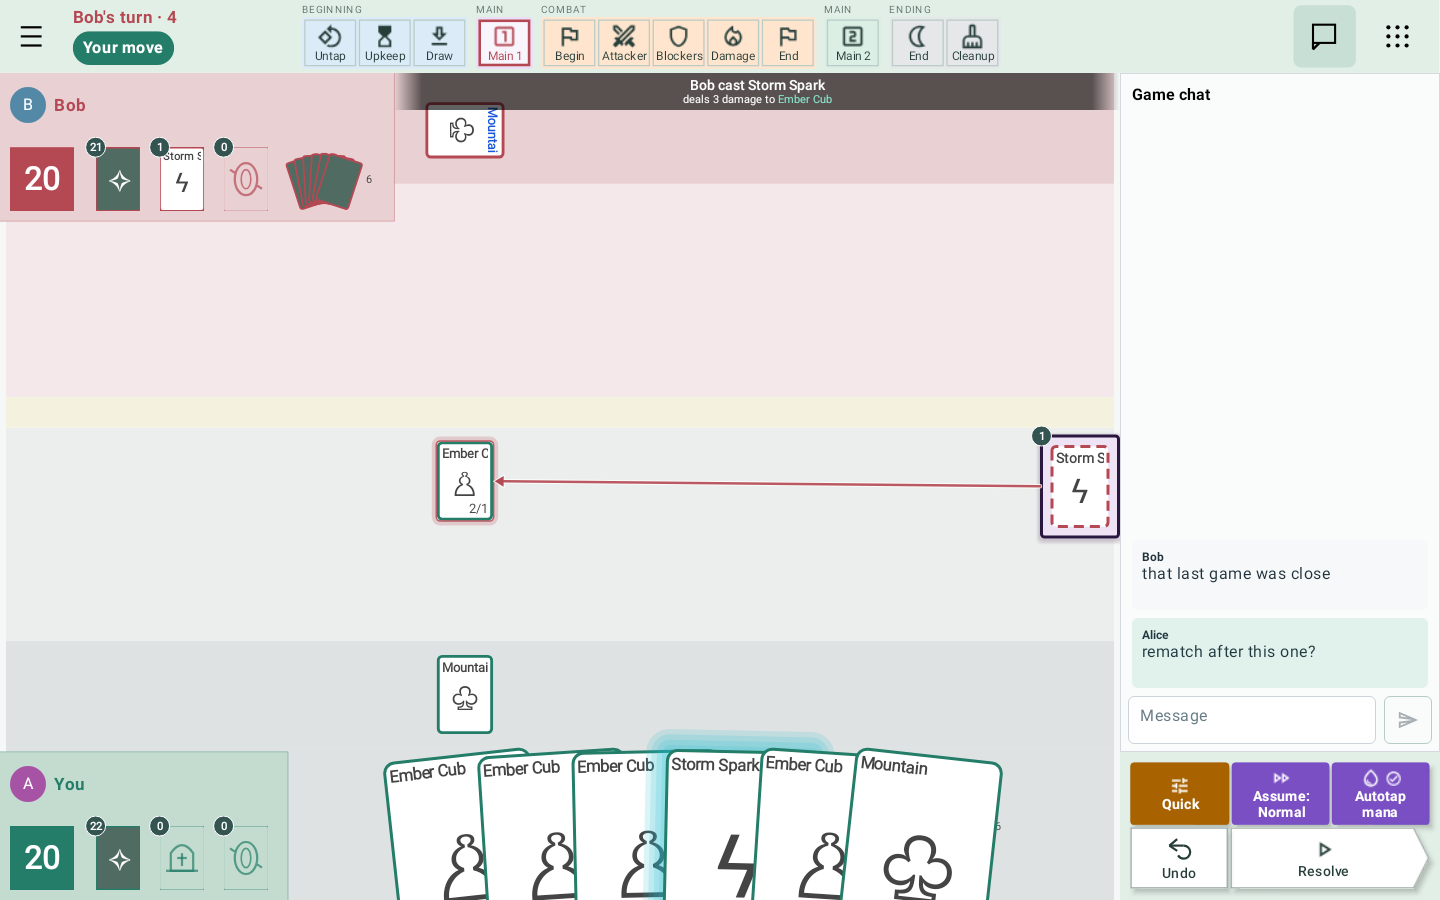 Bob's turn · 4
Your move
BEGINNING
MAIN
COMBAT
MAIN
ENDING
Untap
Upkeep
Draw
Main 1
Begin
Attacker
Blockers
Damage
End
Main 2
End
Cleanup
Bob cast Storm Spark
deals 3 damage to Ember Cub
B
Bob
20
21
1
Storm S
0
6
Mountai
Game chat
Ember C
2/1
1
Storm S
Bob
that last game was close
Alice
rematch after this one?
Message
Mountai
A
You
20
22
0
0
Ember Cub
Ember Cub
Ember Cub
Storm Spark
Ember Cub
Mountain
6
Quick
Assume:
Normal
Autotap
mana
Undo
Resolve